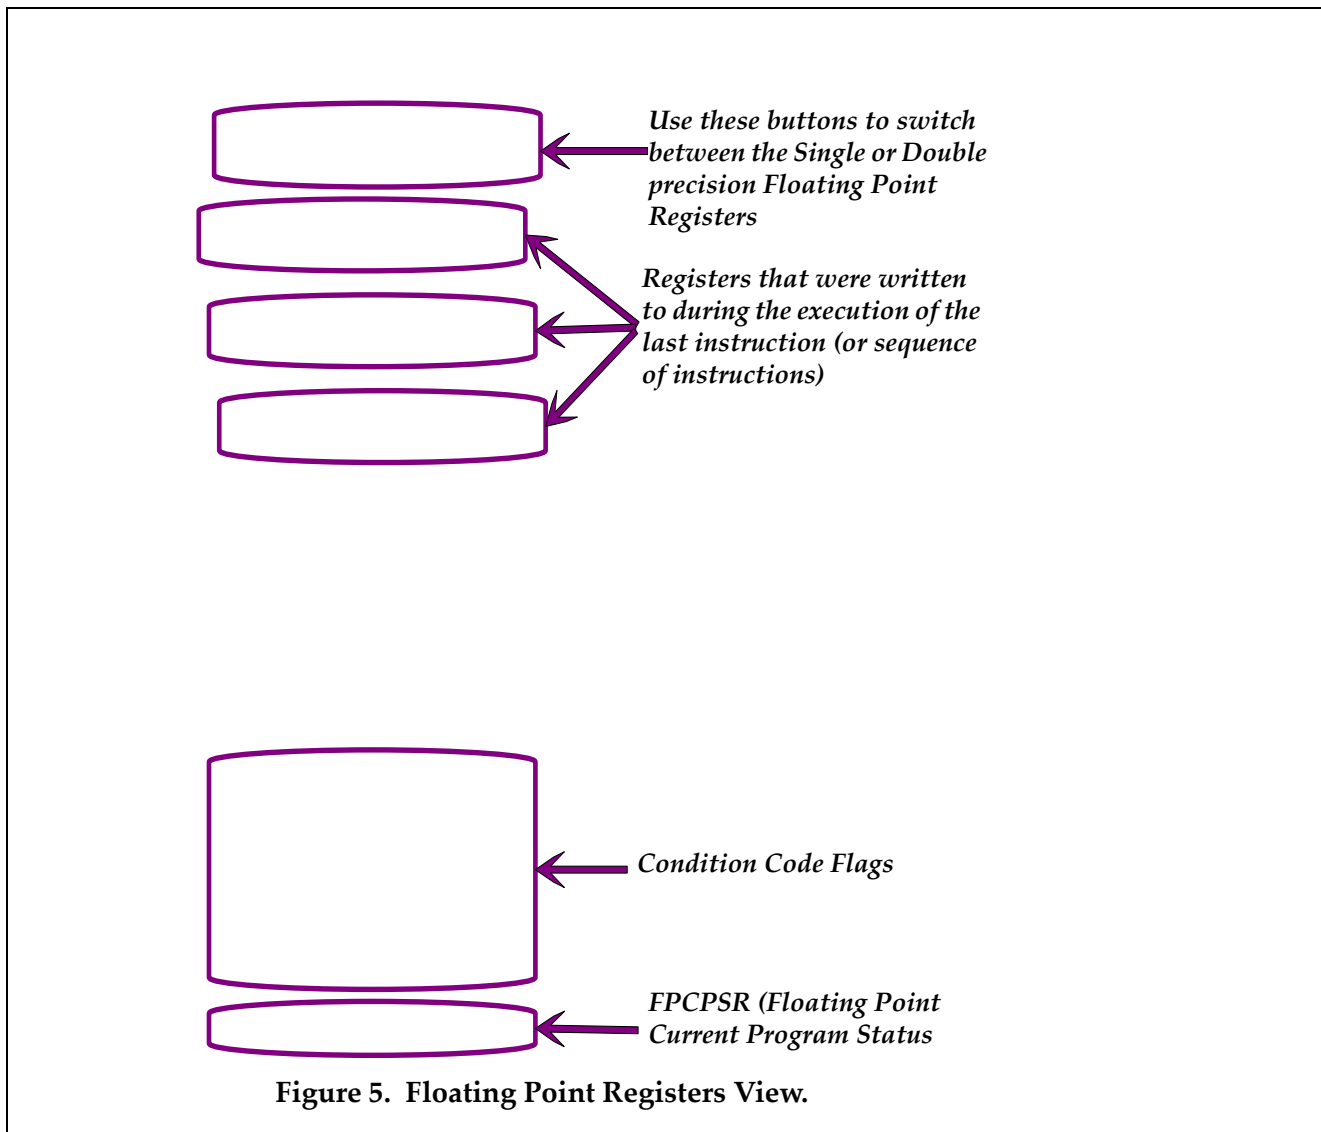 Use these buttons to switch
between the Single or Double
precision Floating Point
Registers
Registers that were written
to during the execution of the
last instruction (or sequence
of instructions)
Condition Code Flags
FPCPSR (Floating Point
Current Program Status
Figure 5. Floating Point Registers View.